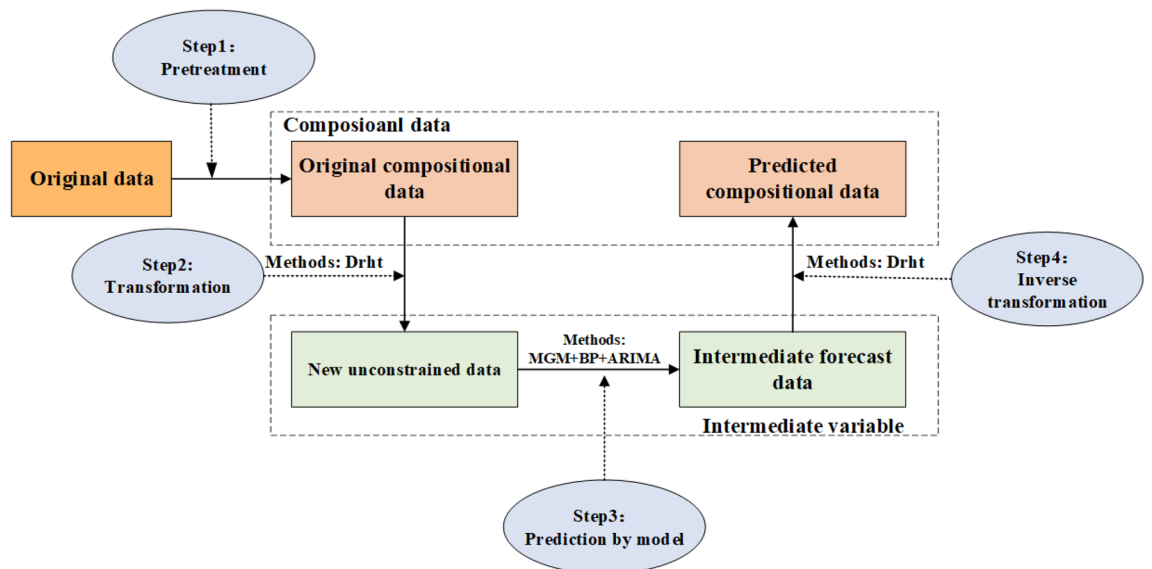 Step1：
Pretreatment
Composioanl data
Original data
Original compositional
data
Predicted
compositional data
Step2:
Transformation
Methods: Drht
Methods: Drht
Step4:
Inverse
transformation
New unconstrained data
Methods:
MGM+BP+ARIMA
Intermediate forecast
data
Intermediate variable
Step3：
Prediction by model